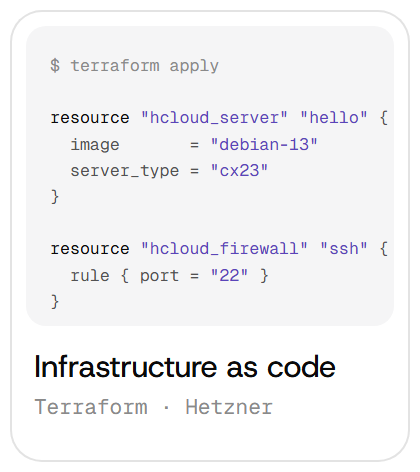 $ terraform apply
resource "hcloud_server" "hello" {
  image       = "debian-13"
  server_type = "cx23"
}
resource "hcloud_firewall" "ssh" {
  rule { port = "22" }
}
Infrastructure as code
Terraform · Hetzner